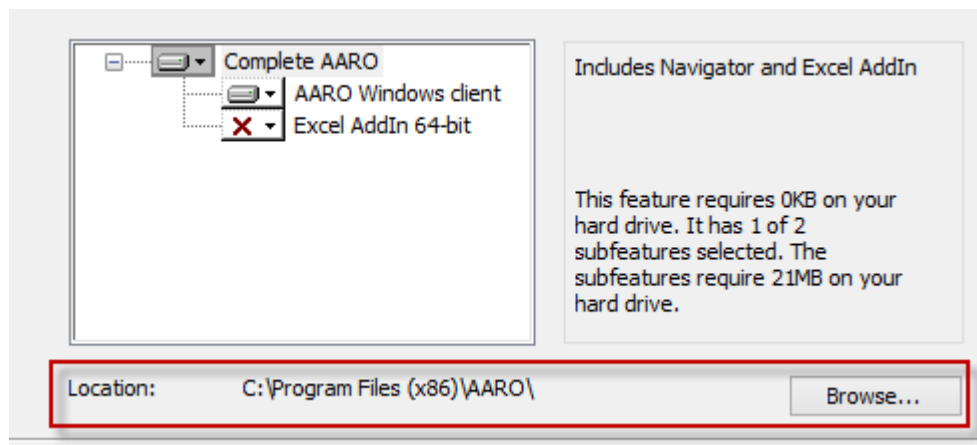 Complete AARO
AARO Windows client
Excel AddIn 64-bit
Includes Navigator and Excel AddIn
This feature requires 0KB on your
hard drive. It has 1 of 2
subfeatures selected. The
subfeatures require 21MB on your
hard drive.
Location: C:\Program Files (x86)\AARO\ Browse...